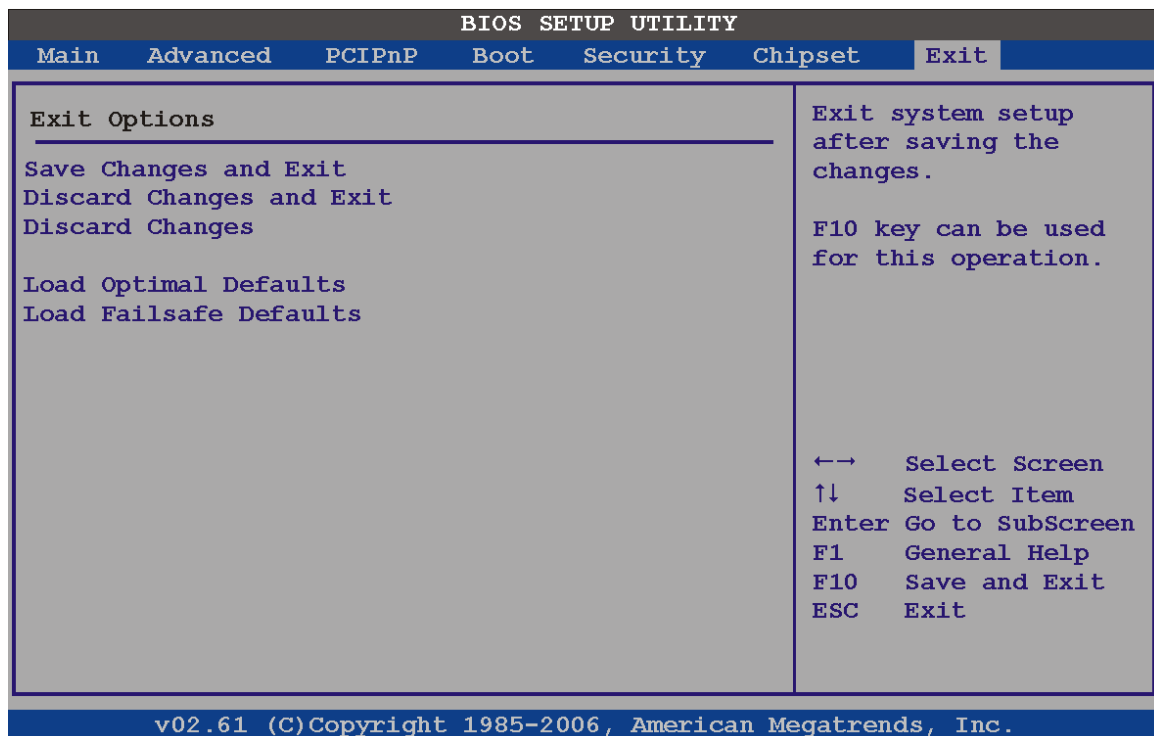 BIOS SETUP UTILITY
Main Advanced PCIPnP Boot Security Chipset Exit
Exit Options
Save Changes and Exit
Discard Changes and Exit
Discard Changes
Load Optimal Defaults
Load Failsafe Defaults
Exit system setup
after saving the
changes.
F10 key can be used
for this operation.
←→ Select Screen
↑↓ Select Item
Enter Go to SubScreen
F1 General Help
F10 Save and Exit
ESC Exit
v02.61 (C)Copyright 1985-2006, American Megatrends, Inc.